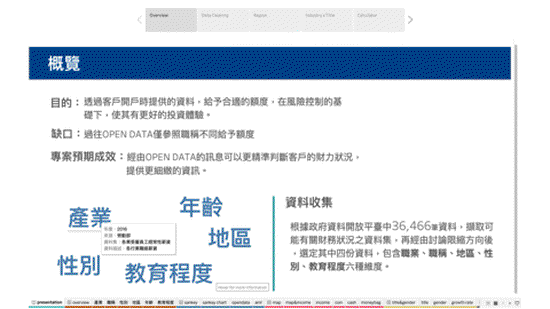 Overview Data Cleaning Region Industry & Title Calculator
概覽
目的：透過客戶開戶時提供的資料，給予合適的額度，在風險控制的基
礎下，使其有更好的投資體驗。
缺口：過往OPEN DATA僅參照職稱不同給予額度
專案預期成效：經由OPEN DATA的訊息可以更精準判斷客戶的財力狀況，
提供更細緻的資訊。
產業
年齡
地區
性別
教育程度
年度：2016
來源：勞動部
Hover for more information
資料收集
根據政府資料開放平臺中36,466筆資料，擷取可
能有關財務狀況之資料集，再經由討論限縮方向後
，選定其中四份資料，包含職業、職稱、地區、性
別、教育程度六種維度。
presentation overview 產業 職稱 性別 地區 年齡 教育程度 sankey sankey chart opendata and map map&income income coin cash moneybag title&gender title gender growth rate